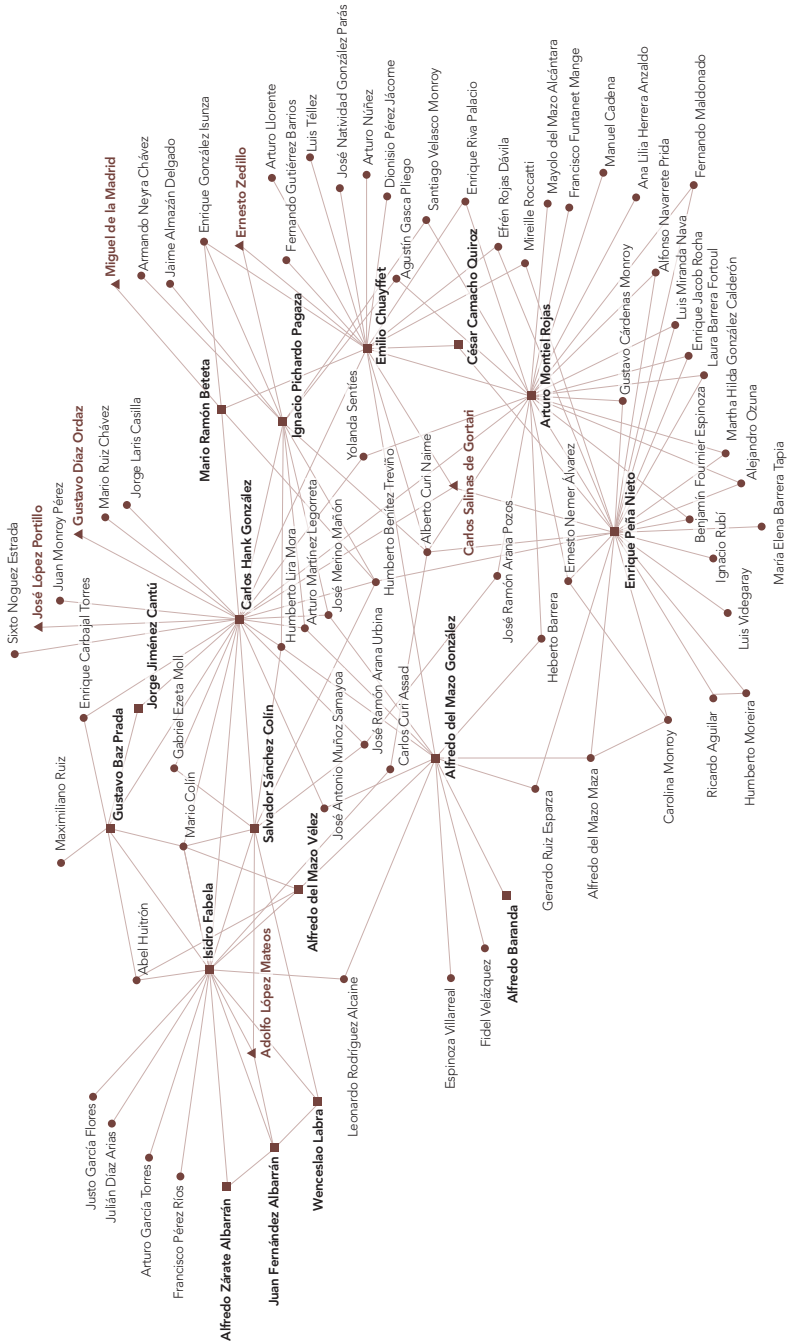 Sixto Noguez Estrada
José López Portillo
Juan Monroy Pérez
Gustavo Díaz Ordaz
Mario Ruiz Chávez
Jorge Laris Casilla
Miguel de la Madrid
Armando Neyra Chávez
Jaime Almazán Delgado
Enrique González Isunza
Ernesto Zedillo
Arturo Llorente
Fernando Gutiérrez Barrios
Luis Téllez
José Natividad González Parás
Arturo Núñez
Dionisio Pérez Jácome
Agustín Gasca Pliego
Santiago Velasco Monroy
Enrique Riva Palacio
Efrén Rojas Dávila
Mireille Roccatti
Mayolo del Mazo Alcántara
Francisco Funtanet Mange
Manuel Cadena
Ana Lilia Herrera Anzaldo
Fernando Maldonado
Alfonso Navarrete Prida
Luis Miranda Nava
Enrique Jacob Rocha
Laura Barrera Fortoul
Gustavo Cárdenas Monroy
Martha Hilda González Calderón
Alejandro Ozuna
Benjamín Fournier Espinoza
Ignacio Rubí
María Elena Barrera Tapia
Luis Videgaray
Humberto Moreira
Ricardo Aguilar
Carolina Monroy
Alfredo del Mazo Maza
Gerardo Ruiz Esparza
Heberto Barrera
Ernesto Nemer Álvarez
José Ramón Arana Pozos
Enrique Peña Nieto
Arturo Montiel Rojas
César Camacho Quiroz
Emilio Chuayffet
Carlos Salinas de Gortari
Alberto Curi Naime
Yolanda Sentíes
Humberto Benítez Treviño
Ignacio Pichardo Pagaza
Mario Ramón Beteta
Carlos Hank González
Humberto Lira Mora
Arturo Martínez Legorreta
José Merino Mañón
José Ramón Arana Urbina
Carlos Curi Assad
José Antonio Muñoz Samayoa
Alfredo del Mazo González
Enrique Carbajal Torres
Jorge Jiménez Cantú
Gabriel Ezeta Moll
Gustavo Baz Prada
Maximiliano Ruiz
Mario Colín
Salvador Sánchez Colín
Alfredo del Mazo Vélez
Abel Huitrón
Isidro Fabela
Adolfo López Mateos
Leonardo Rodríguez Alcaine
Espinoza Villarreal
Fidel Velázquez
Alfredo Baranda
Justo García Flores
Julián Díaz Arias
Arturo García Torres
Francisco Pérez Ríos
Alfredo Zárate Albarrán
Juan Fernández Albarrán
Wenceslao Labra